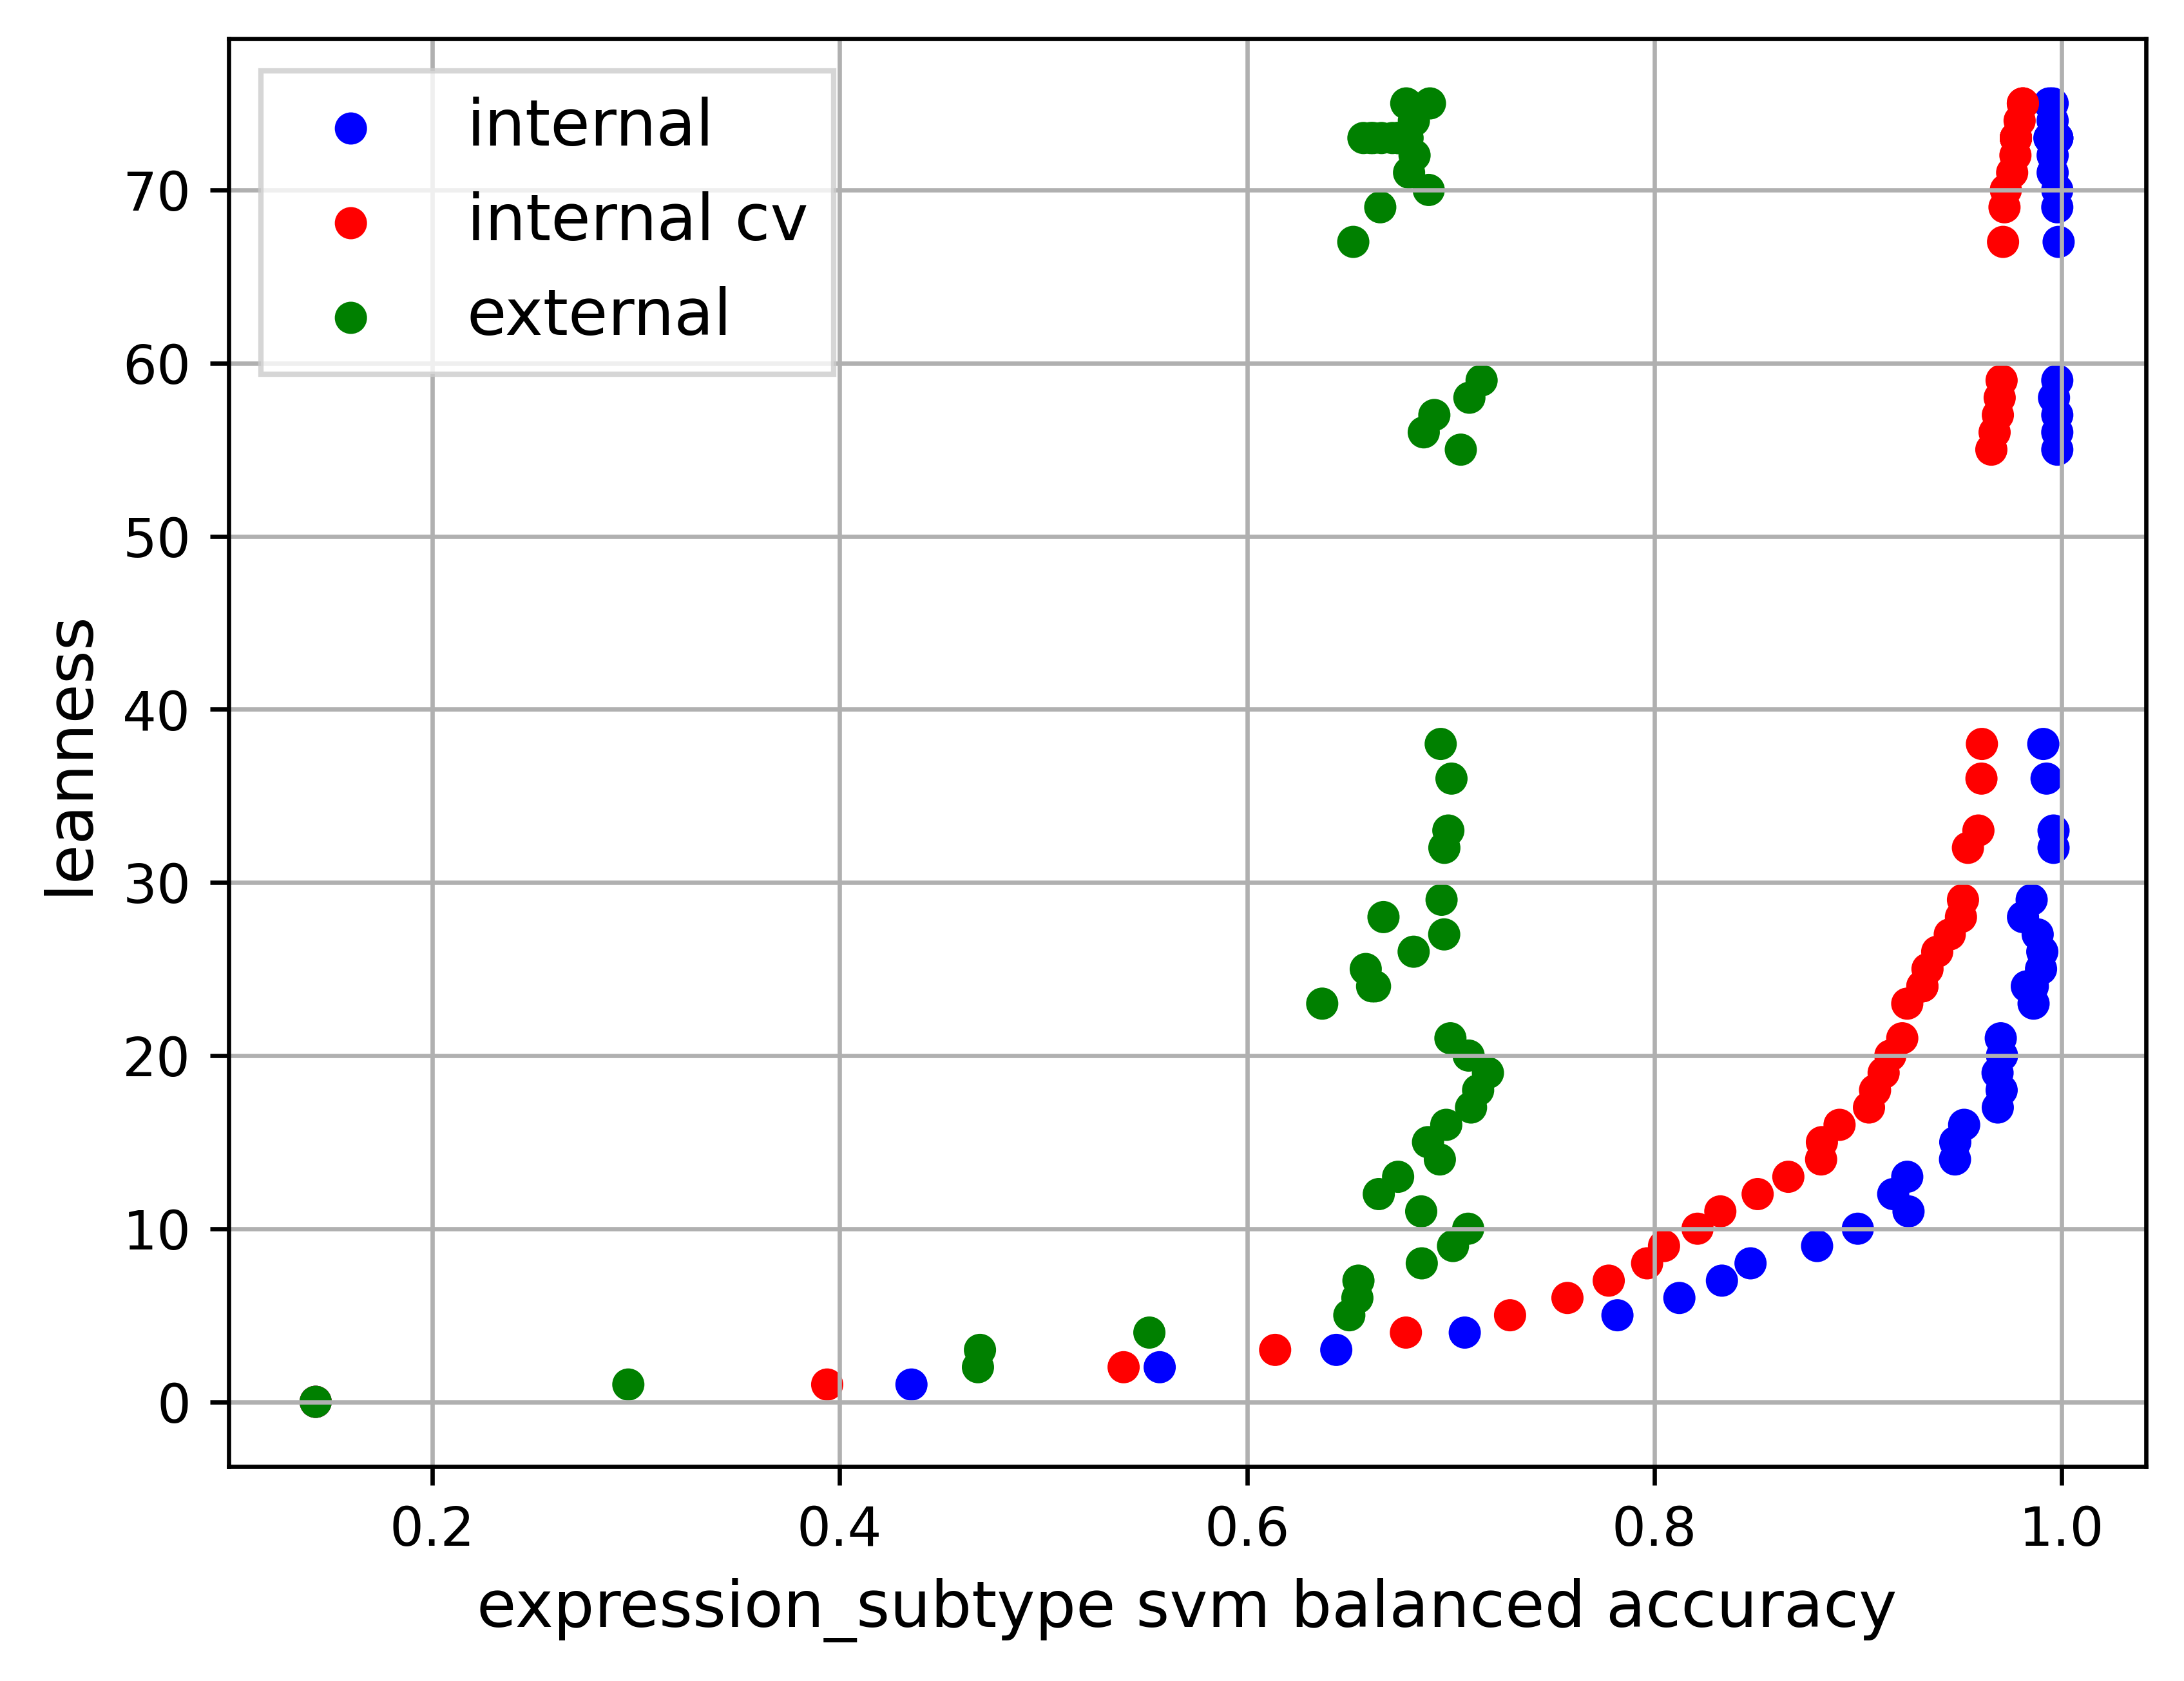 internal
internal cv
external
70
60
50
40
30
20
10
0
leanness
0.2 0.4 0.6 0.8 1.0
expression_subtype svm balanced accuracy